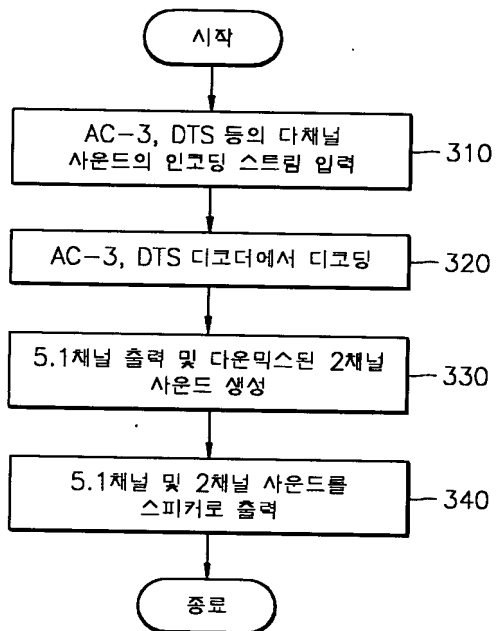 시작
AC-3, DTS 등의 다채널
사운드의 인코딩 스트림 입력
310
AC-3, DTS 디코더에서 디코딩
320
5.1채널 출력 및 다운믹스된 2채널
사운드 생성
330
5.1채널 및 2채널 사운드를
스피커로 출력
340
종료